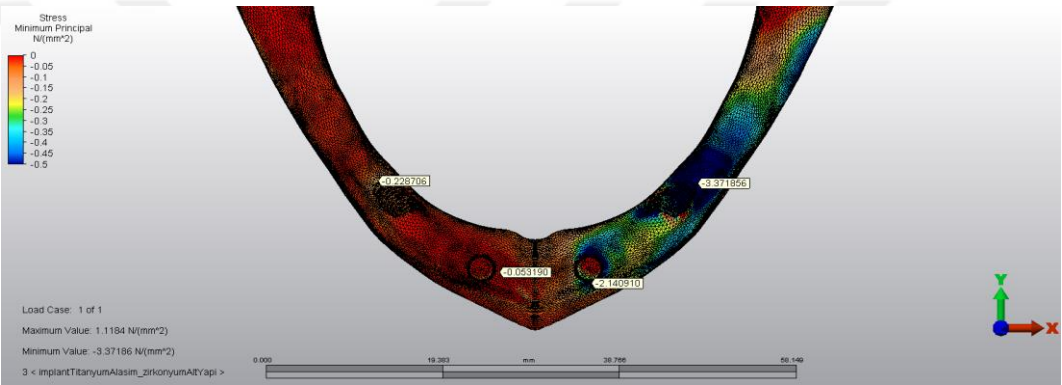 Stress
Minimum Principal
N/(mm^2)
0
-0.05
-0.1
-0.15
-0.2
-0.25
-0.3
-0.35
-0.4
-0.45
-0.5
-0.228706
-3.371856
-0.053190
-2.140910
Load Case: 1 of 1
Maximum Value: 1.1184 N/(mm^2)
Minimum Value: -3.37186 N/(mm^2)
3 < implantTitanyumAlasim_zirkonyumAltYapi >
0.000 19.383 mm 38.766 58.149
Y
X